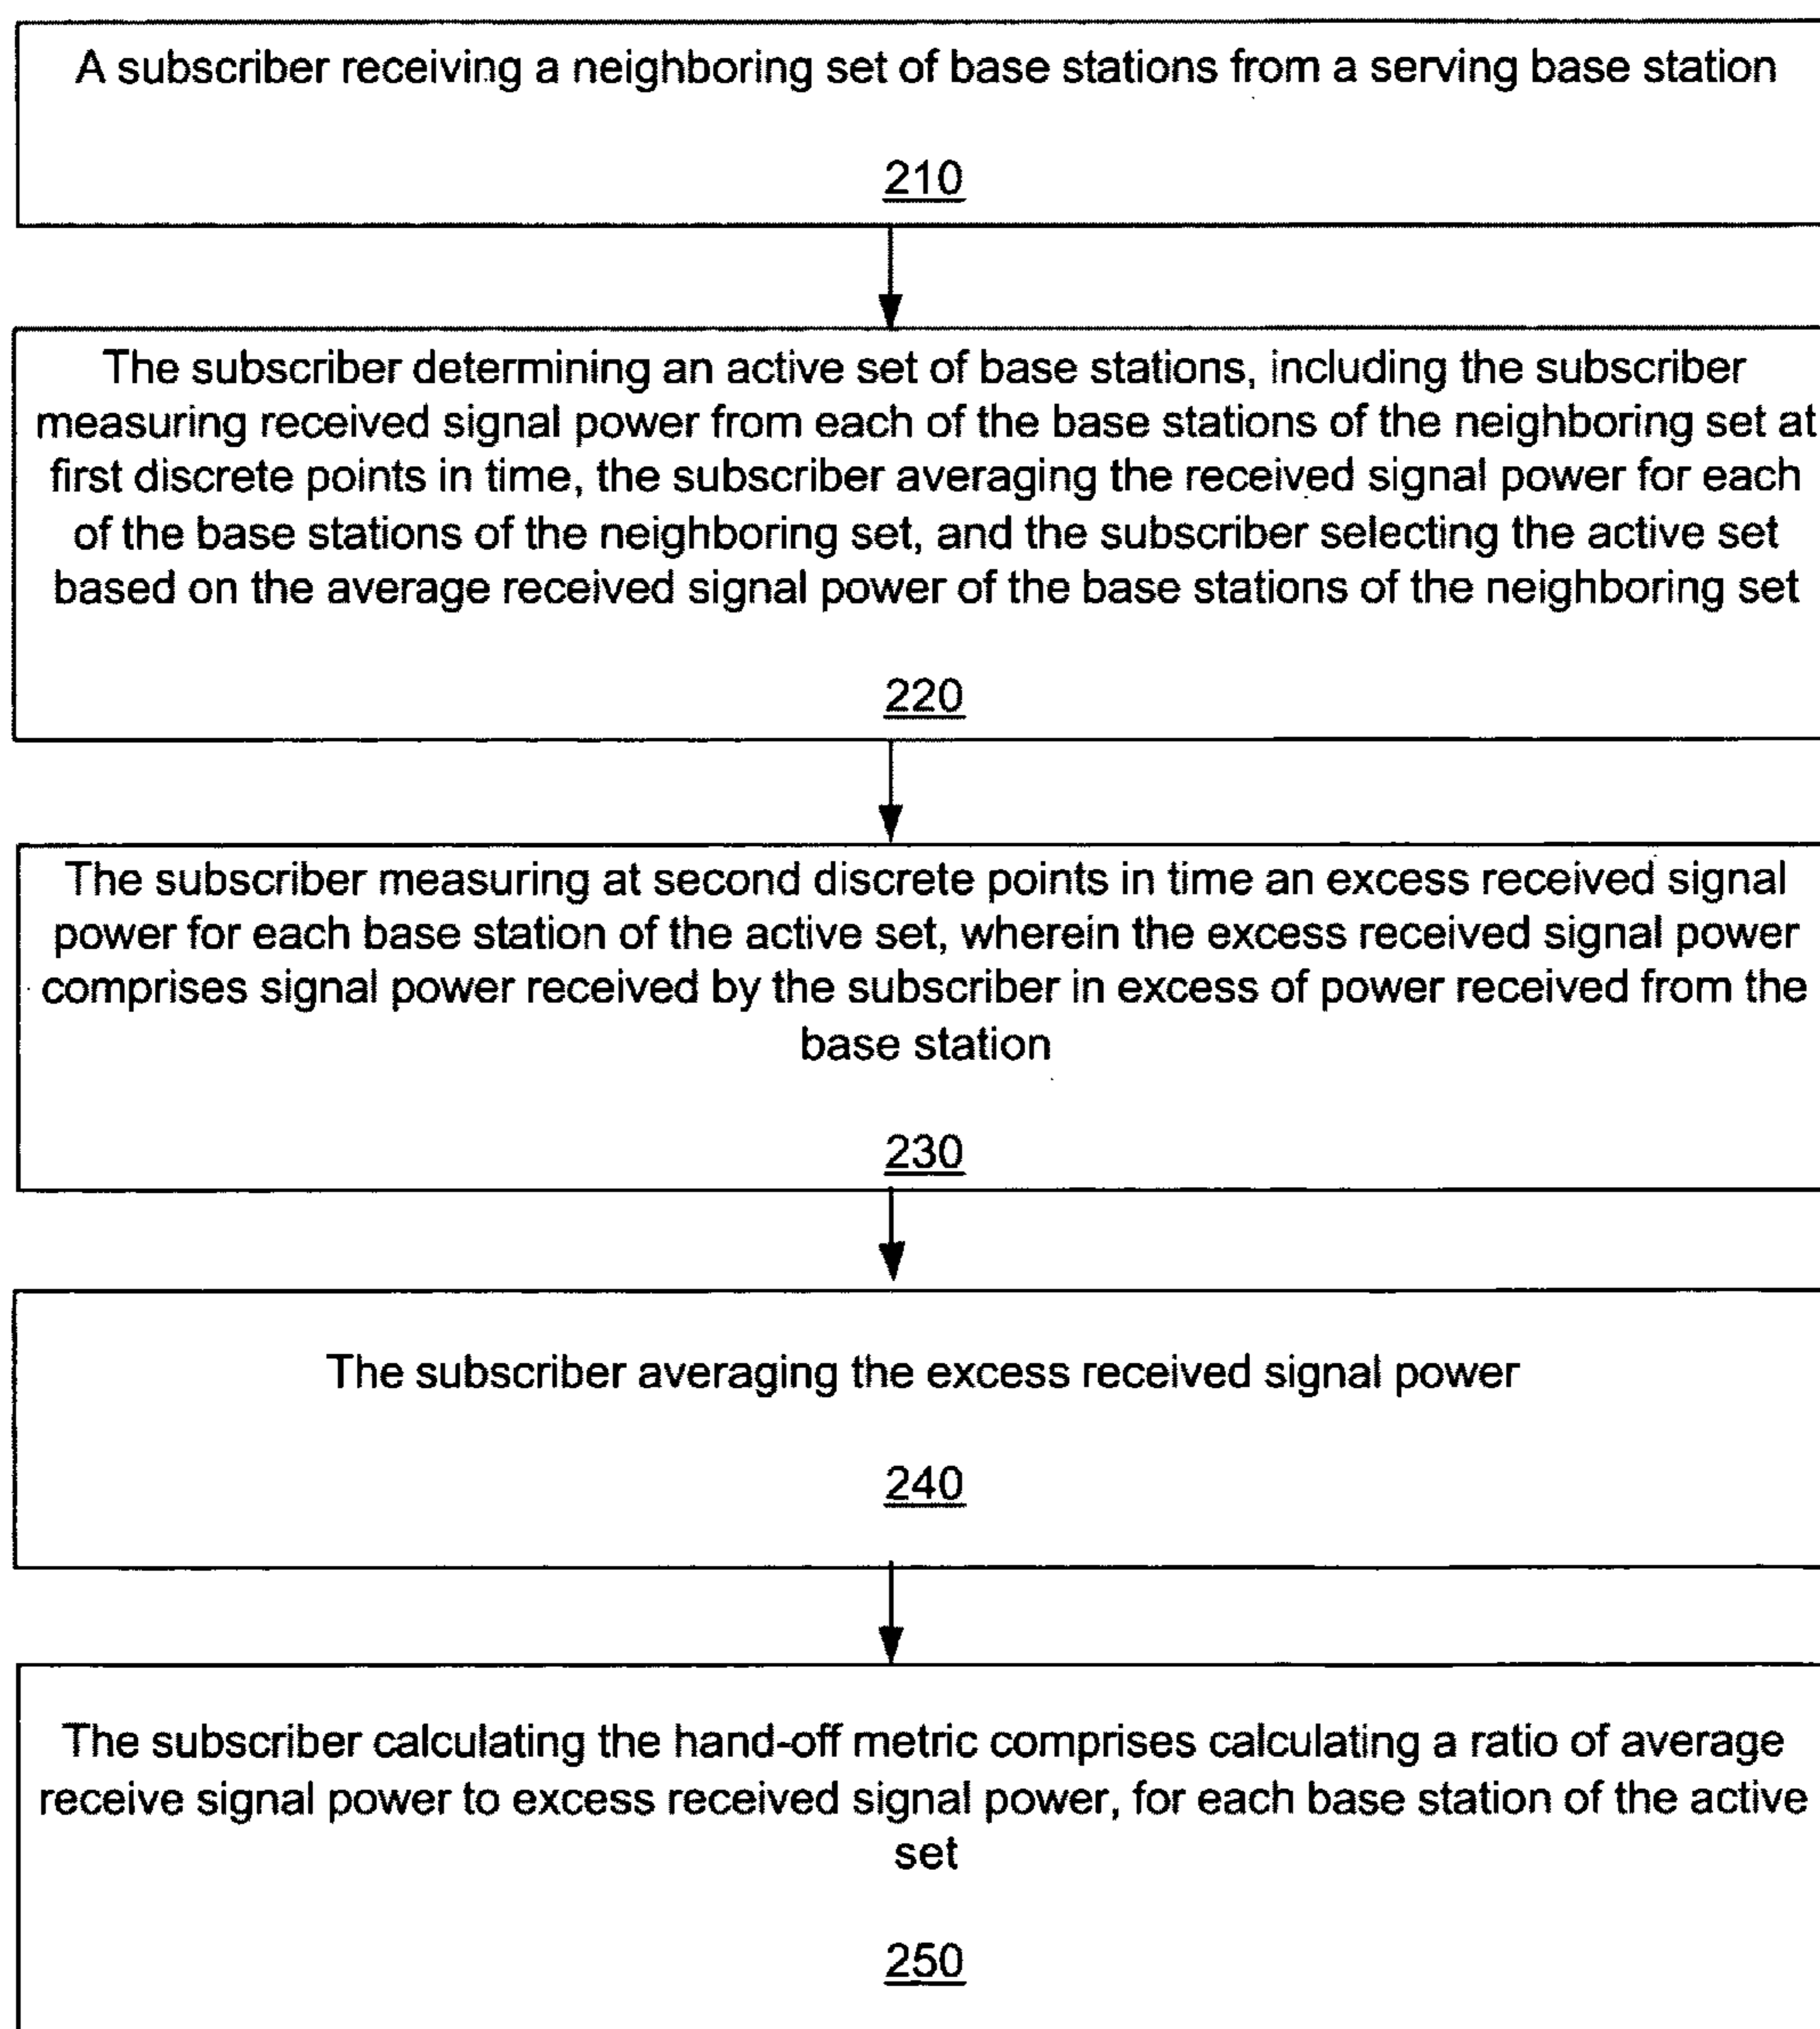 A subscriber receiving a neighboring set of base stations from a serving base station
210
The subscriber determining an active set of base stations, including the subscriber
measuring received signal power from each of the base stations of the neighboring set at
first discrete points in time, the subscriber averaging the received signal power for each
of the base stations of the neighboring set, and the subscriber selecting the active set
based on the average received signal power of the base stations of the neighboring set
220
The subscriber measuring at second discrete points in time an excess received signal
power for each base station of the active set, wherein the excess received signal power
comprises signal power received by the subscriber in excess of power received from the
base station
230
The subscriber averaging the excess received signal power
240
The subscriber calculating the hand-off metric comprises calculating a ratio of average
receive signal power to excess received signal power, for each base station of the active
set
250